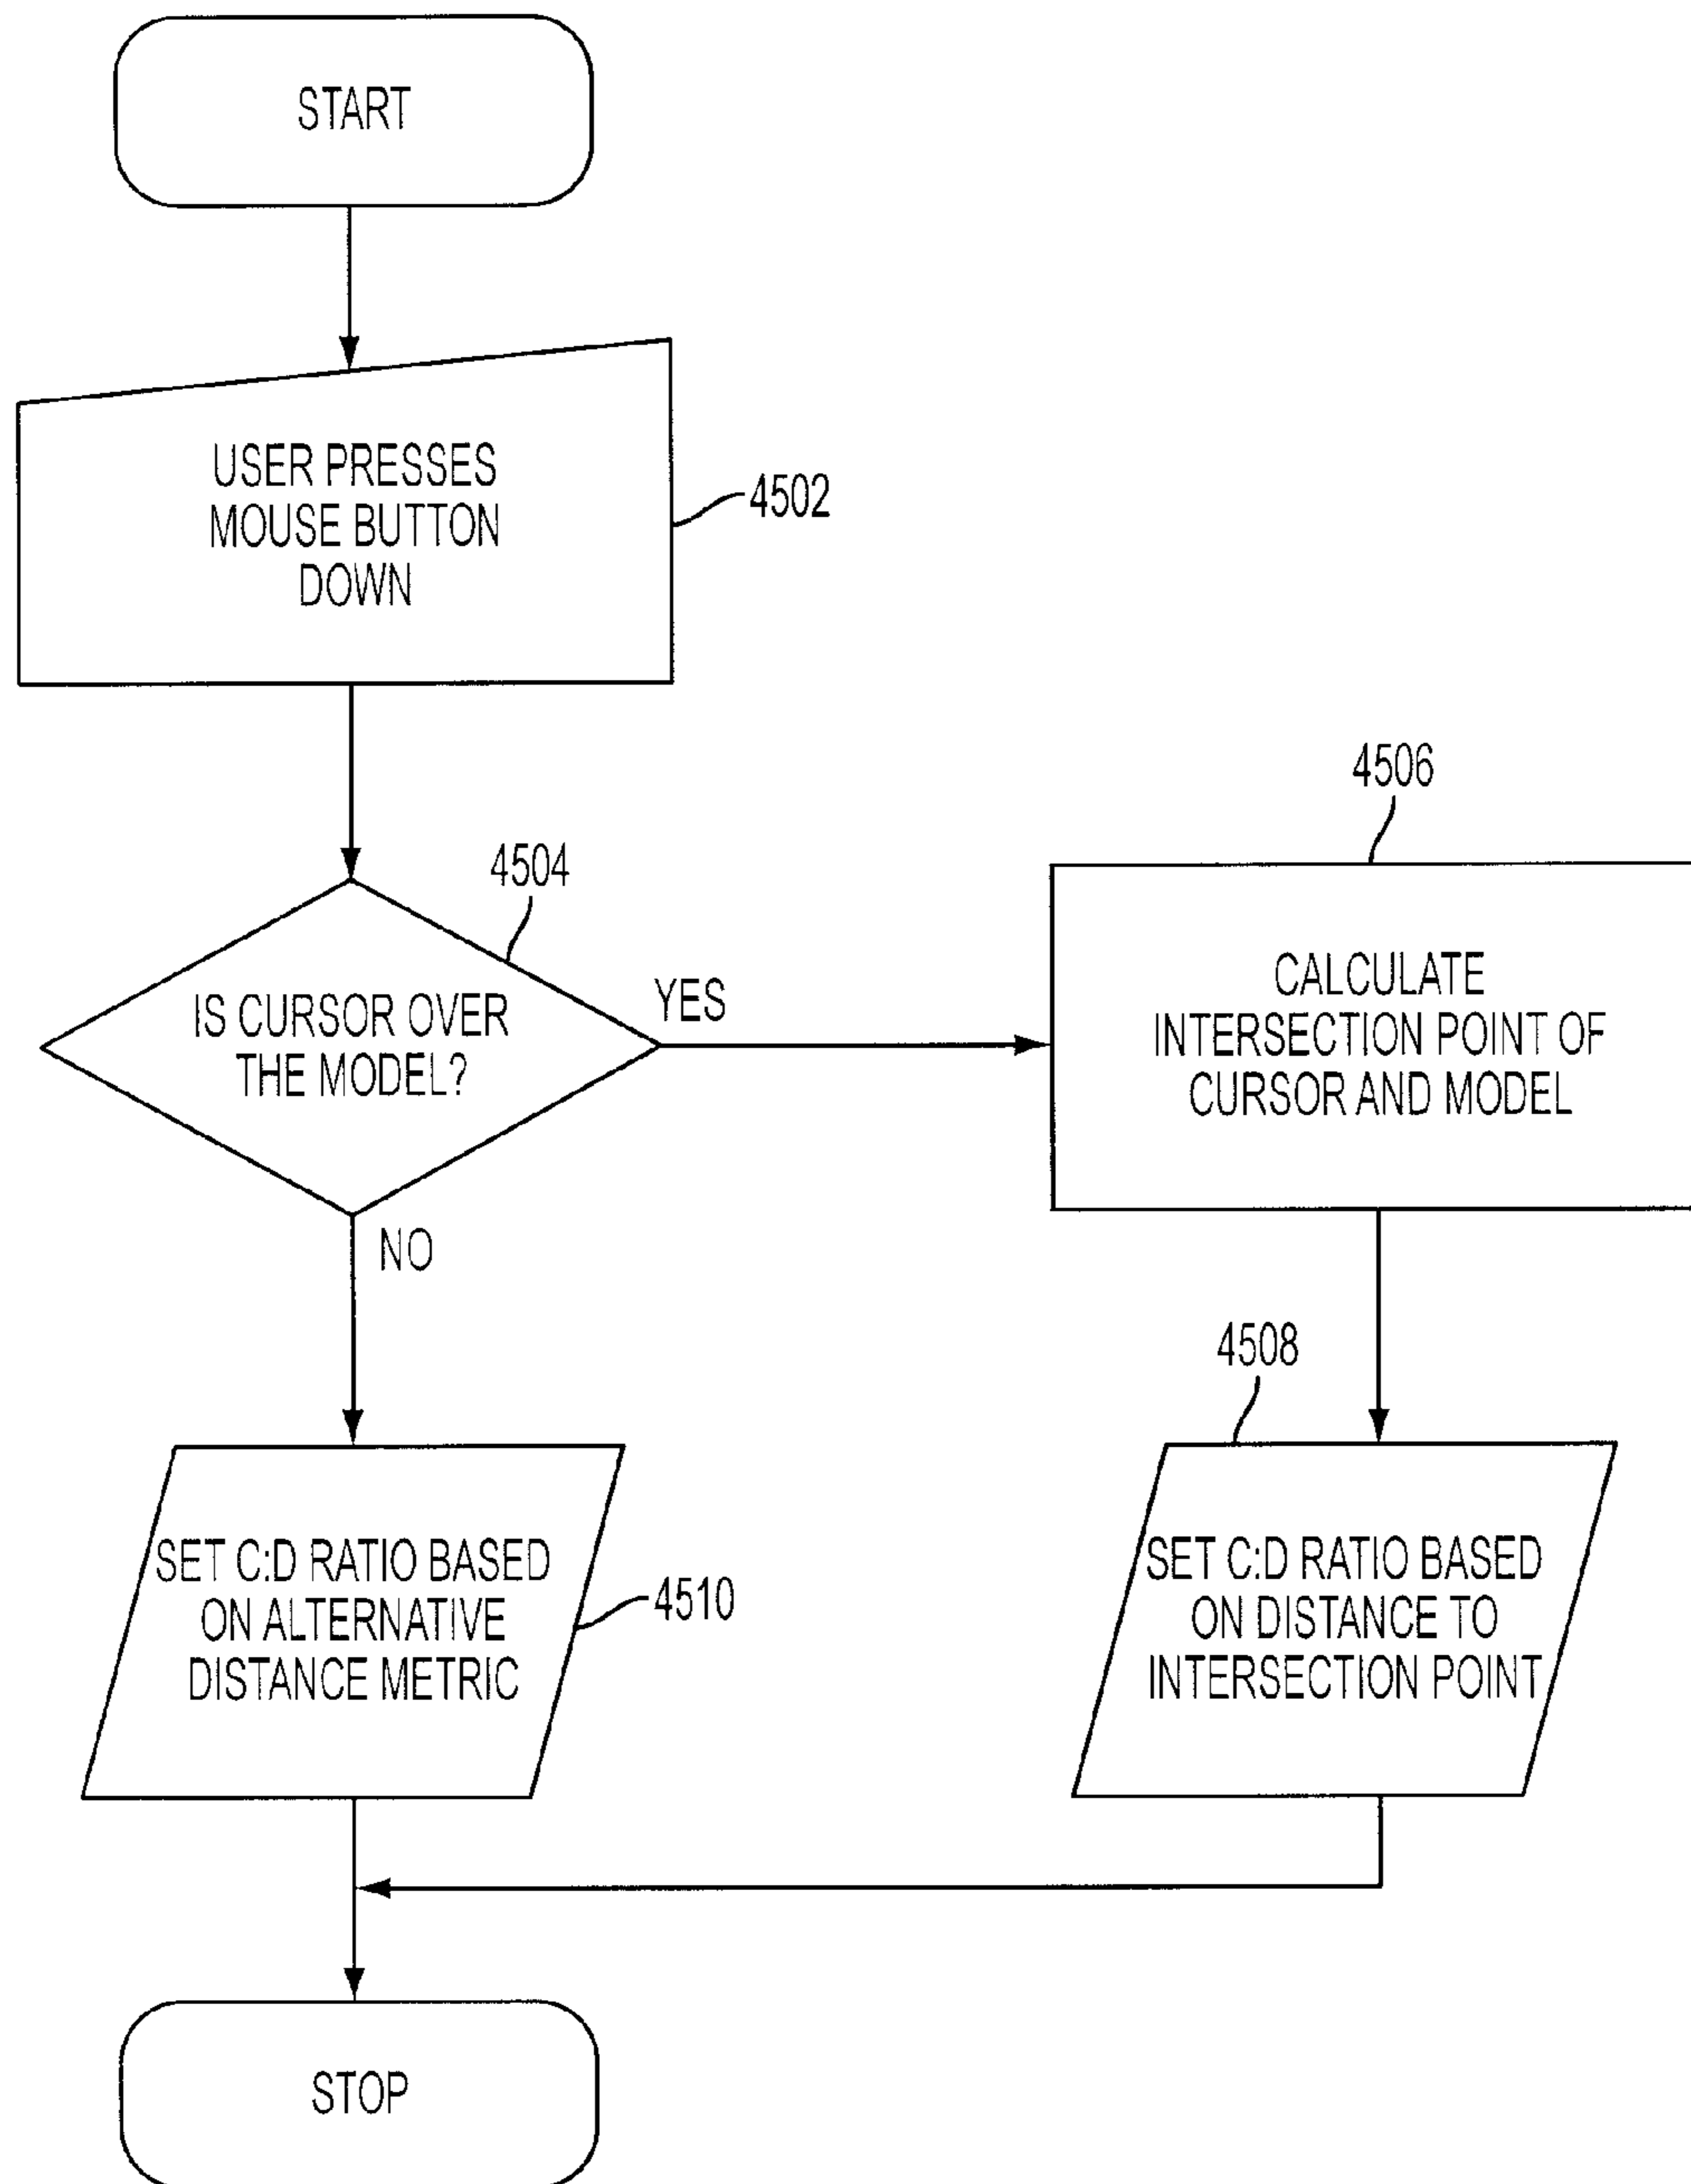 START
USER PRESSES
MOUSE BUTTON
DOWN
4502
4504
IS CURSOR OVER
THE MODEL?
YES
NO
4506
CALCULATE
INTERSECTION POINT OF
CURSOR AND MODEL
4508
SET C:D RATIO BASED
ON DISTANCE TO
INTERSECTION POINT
SET C:D RATIO BASED
ON ALTERNATIVE
DISTANCE METRIC
4510
STOP